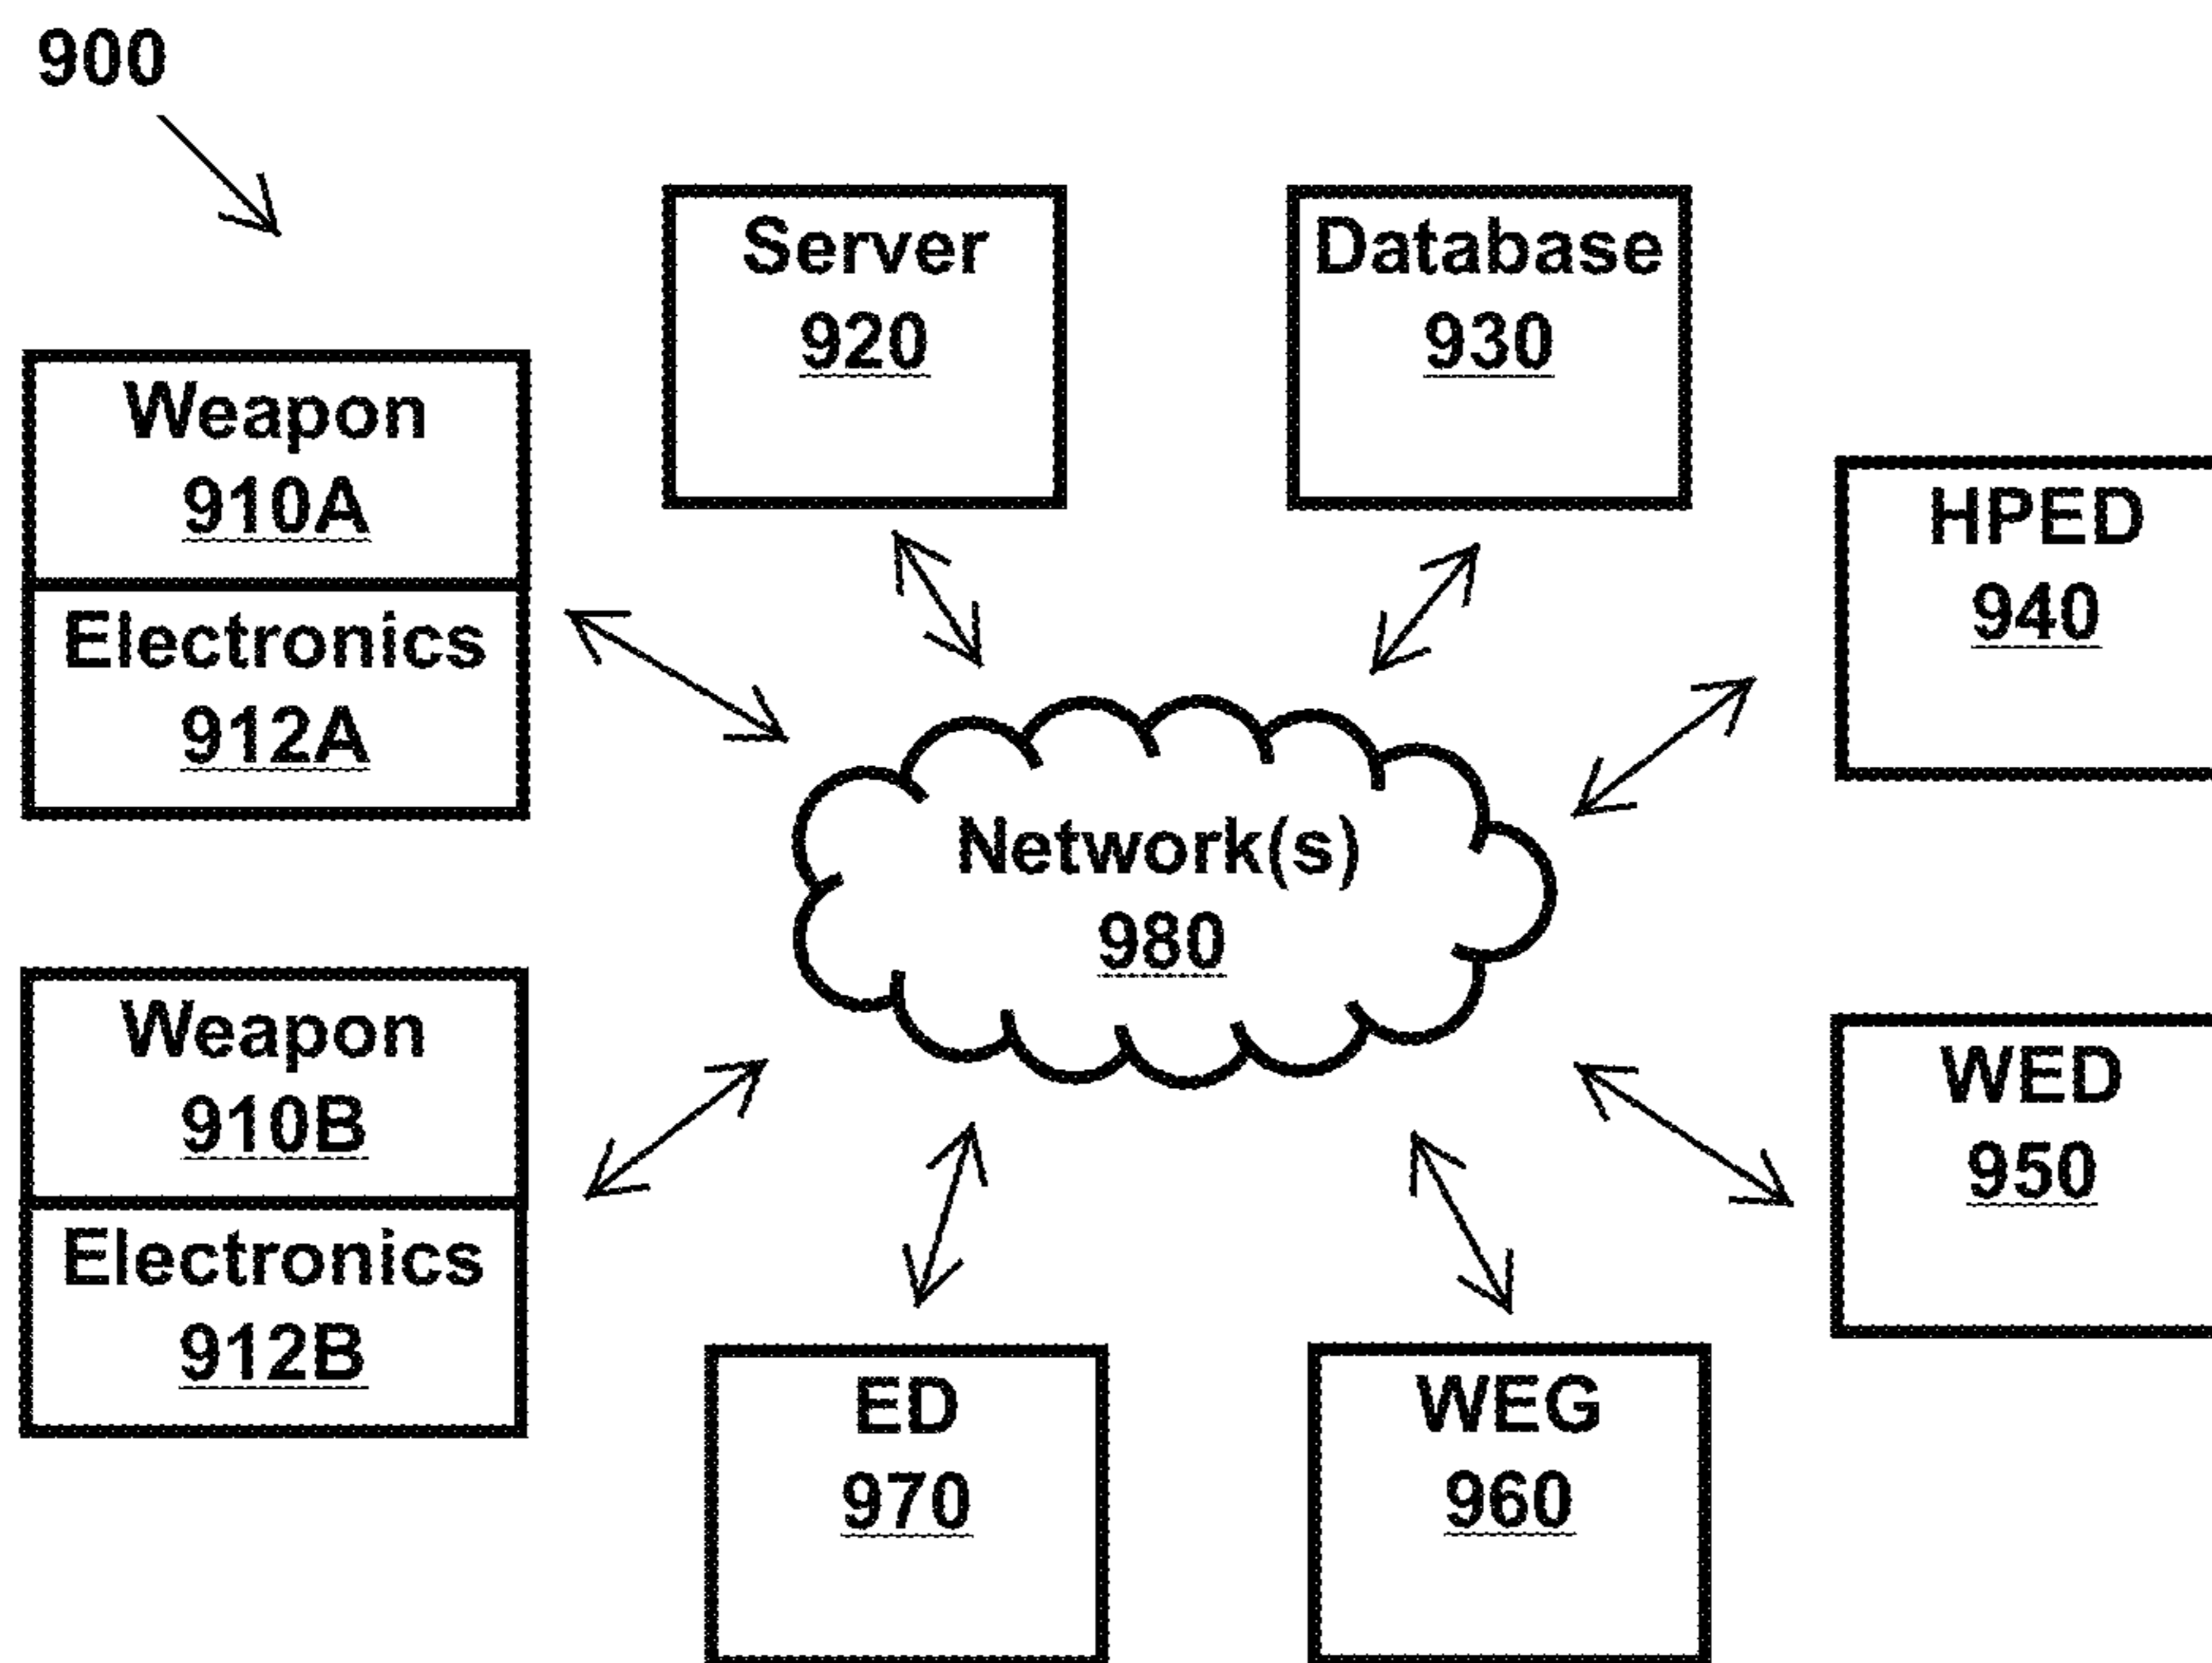 900
Server
920
Database
930
Weapon
910A
Electronics
912A
HPED
940
Network(s)
980
Weapon
910B
Electronics
912B
WED
950
ED
970
WEG
960